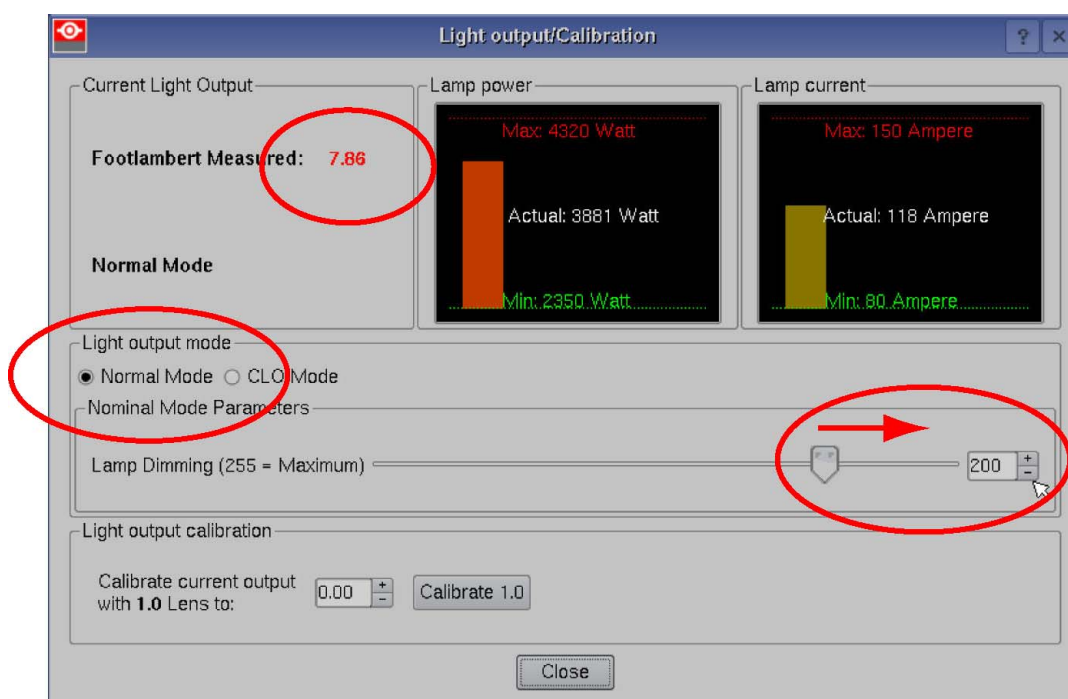 Light output/Calibration
? ×
Current Light Output
Footlambert Measured: 7.86
Normal Mode
Lamp power
Max: 4320 Watt
Actual: 3881 Watt
Min: 2350 Watt
Lamp current
Max: 150 Ampere
Actual: 118 Ampere
Min: 80 Ampere
Light output mode
Normal Mode CLO Mode
Nominal Mode Parameters
Lamp Dimming (255 = Maximum) 200 + −
Light output calibration
Calibrate current output
with 1.0 Lens to: 0.00 + − Calibrate 1.0
Close